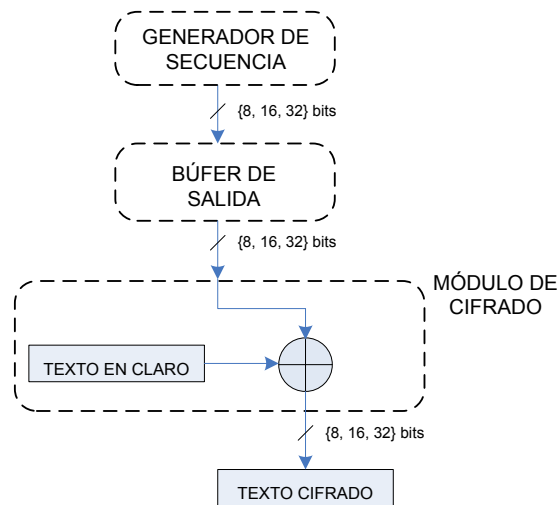 GENERADOR DE
SECUENCIA
{8, 16, 32} bits
BÚFER DE
SALIDA
{8, 16, 32} bits
MÓDULO DE
CIFRADO
TEXTO EN CLARO
{8, 16, 32} bits
TEXTO CIFRADO